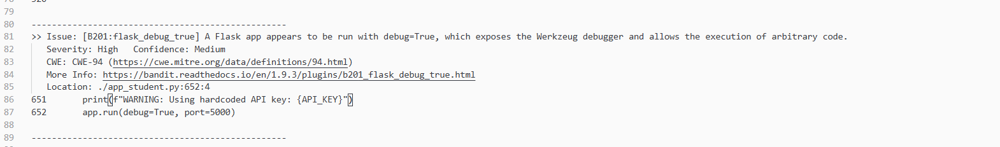 79
80 --------------------------------------------------
81 >> Issue: [B201:flask_debug_true] A Flask app appears to be run with debug=True, which exposes the Werkzeug debugger and allows the execution of arbitrary code.
82    Severity: High   Confidence: Medium
83    CWE: CWE-94 (https://cwe.mitre.org/data/definitions/94.html)
84    More Info: https://bandit.readthedocs.io/en/1.9.3/plugins/b201_flask_debug_true.html
85    Location: ./app_student.py:652:4
86 651       print(f"WARNING: Using hardcoded API key: {API_KEY}")
87 652       app.run(debug=True, port=5000)
88
89 --------------------------------------------------